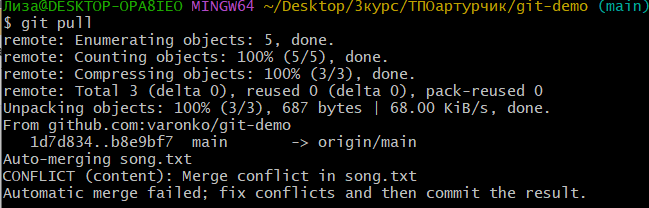 Лиза@DESKTOP-OPA8IEO MINGW64 ~/Desktop/3курс/ТПОартурчик/git-demo (main)
$ git pull
remote: Enumerating objects: 5, done.
remote: Counting objects: 100% (5/5), done.
remote: Compressing objects: 100% (3/3), done.
remote: Total 3 (delta 0), reused 0 (delta 0), pack-reused 0
Unpacking objects: 100% (3/3), 687 bytes | 68.00 KiB/s, done.
From github.com:varonko/git-demo
   1d7d834..b8e9bf7  main       -> origin/main
Auto-merging song.txt
CONFLICT (content): Merge conflict in song.txt
Automatic merge failed; fix conflicts and then commit the result.